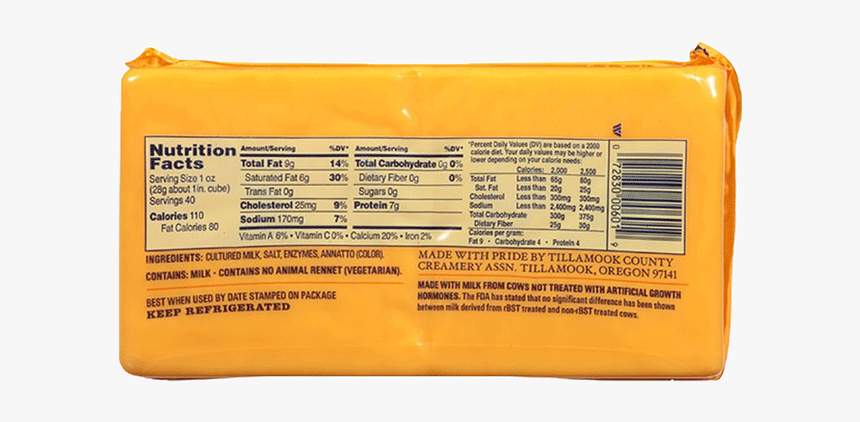 Nutrition
Facts
Serving Size 1 oz
(28g about 1 in. cube)
Servings 40
Calories 110
Fat Calories 80
Amount/Serving %DV* Amount/Serving %DV*
Total Fat 9g 14% Total Carbohydrate 0g 0%
Saturated Fat 6g 30% Dietary Fiber 0g 0%
Trans Fat 0g Sugars 0g
Cholesterol 25mg 9% Protein 7g
Sodium 170mg 7%
Vitamin A 6% • Vitamin C 0% • Calcium 20% • Iron 2%
*Percent Daily Values (DV) are based on a 2000
calorie diet. Your daily values may be higher or
lower depending on your calorie needs:
Calories: 2,000 2,500
Total Fat Less than 65g 80g
Sat. Fat Less than 20g 25g
Cholesterol Less than 300mg 300mg
Sodium Less than 2,400mg 2,400mg
Total Carbohydrate 300g 375g
Dietary Fiber 25g 30g
Calories per gram:
Fat 9 • Carbohydrate 4 • Protein 4
0 72830 00601 9
INGREDIENTS: CULTURED MILK, SALT, ENZYMES, ANNATTO (COLOR).
CONTAINS: MILK • CONTAINS NO ANIMAL RENNET (VEGETARIAN).
BEST WHEN USED BY DATE STAMPED ON PACKAGE
KEEP REFRIGERATED
MADE WITH PRIDE BY TILLAMOOK COUNTY
CREAMERY ASSN. TILLAMOOK, OREGON 97141
MADE WITH MILK FROM COWS NOT TREATED WITH ARTIFICIAL GROWTH
HORMONES. The FDA has stated that no significant difference has been shown
between milk derived from rBST treated and non-rBST treated cows.